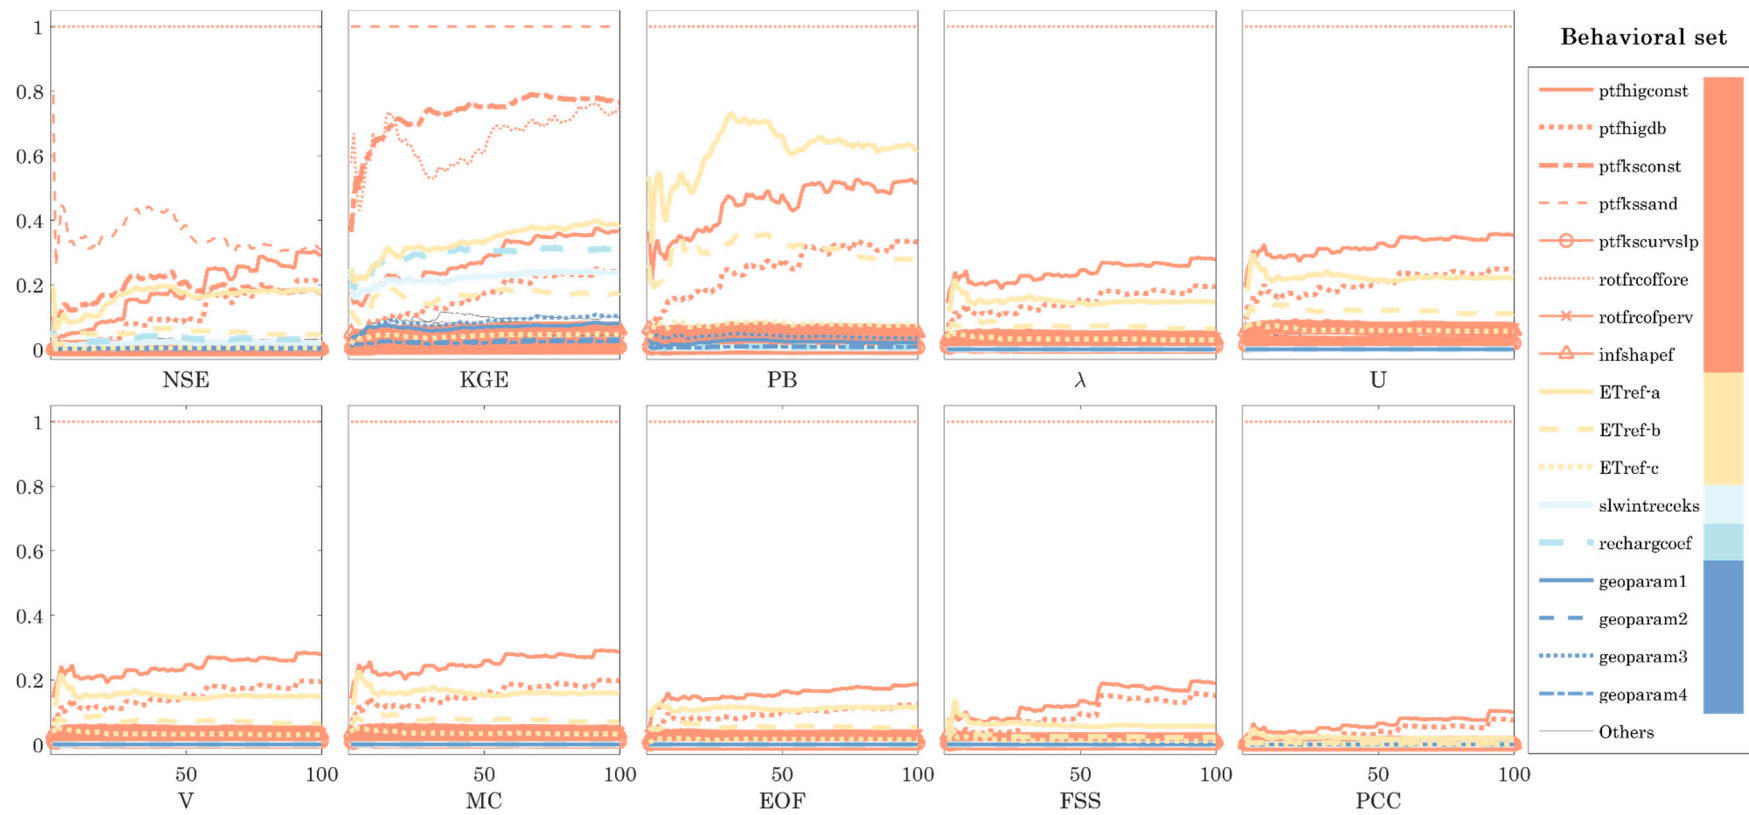 Behavioral set
ptfhigconst
ptfhigdb
ptfksconst
ptfkssand
ptfkscurvslp
rotfrcoffore
rotfrcofperv
infshapef
ETref-a
ETref-b
ETref-c
slwintreceks
rechargcoef
geoparam1
geoparam2
geoparam3
geoparam4
Others
1
0.8
0.6
0.4
0.2
0
NSE KGE PB λ U
1
0.8
0.6
0.4
0.2
0
50 100 50 100 50 100 50 100 50 100
V MC EOF FSS PCC